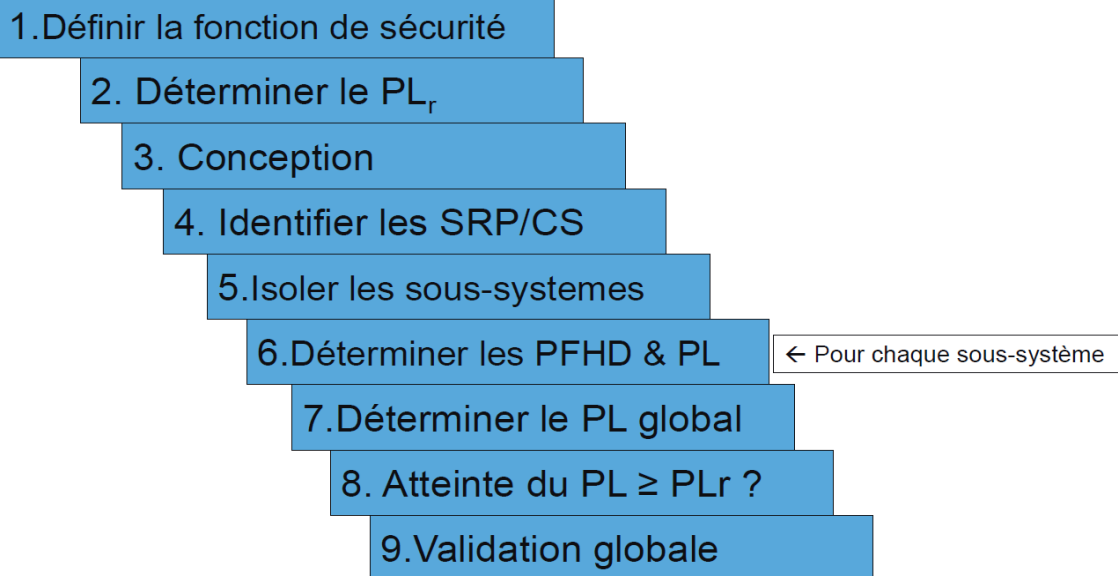 1.Définir la fonction de sécurité
2. Déterminer le PLr
3. Conception
4. Identifier les SRP/CS
5.Isoler les sous-systemes
6.Déterminer les PFHD & PL
← Pour chaque sous-système
7.Déterminer le PL global
8. Atteinte du PL ≥ PLr ?
9.Validation globale